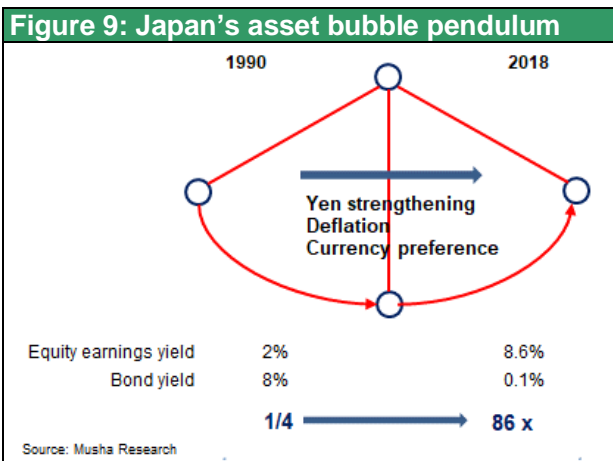 Figure 9: Japan's asset bubble pendulum
1990 2018
Yen strengthening
Deflation
Currency preference
Equity earnings yield 2% 8.6%
Bond yield 8% 0.1%
1/4 86 x
Source: Musha Research